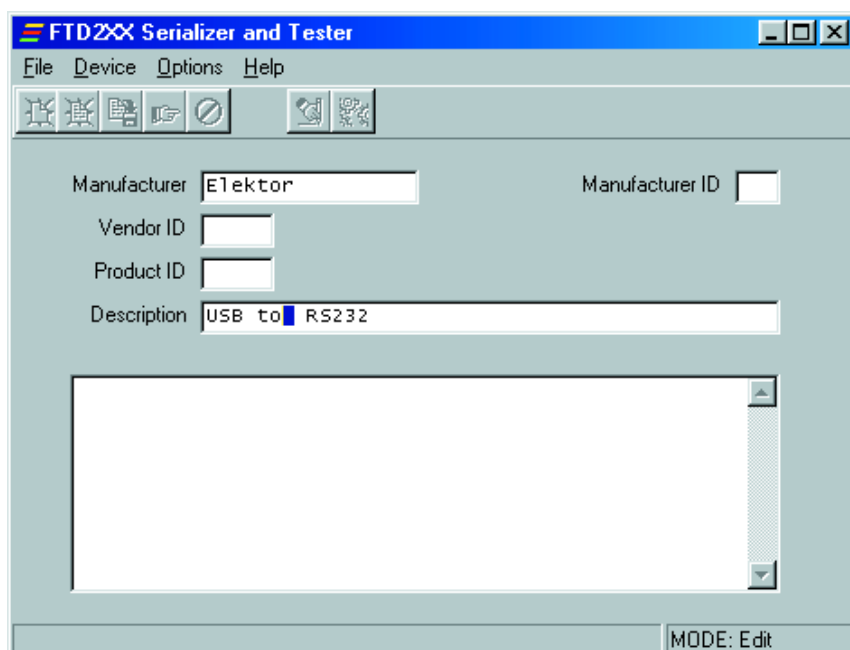 FTD2XX Serializer and Tester
File Device Options Help
Manufacturer Elektor Manufacturer ID
Vendor ID
Product ID
Description USB to RS232
MODE: Edit